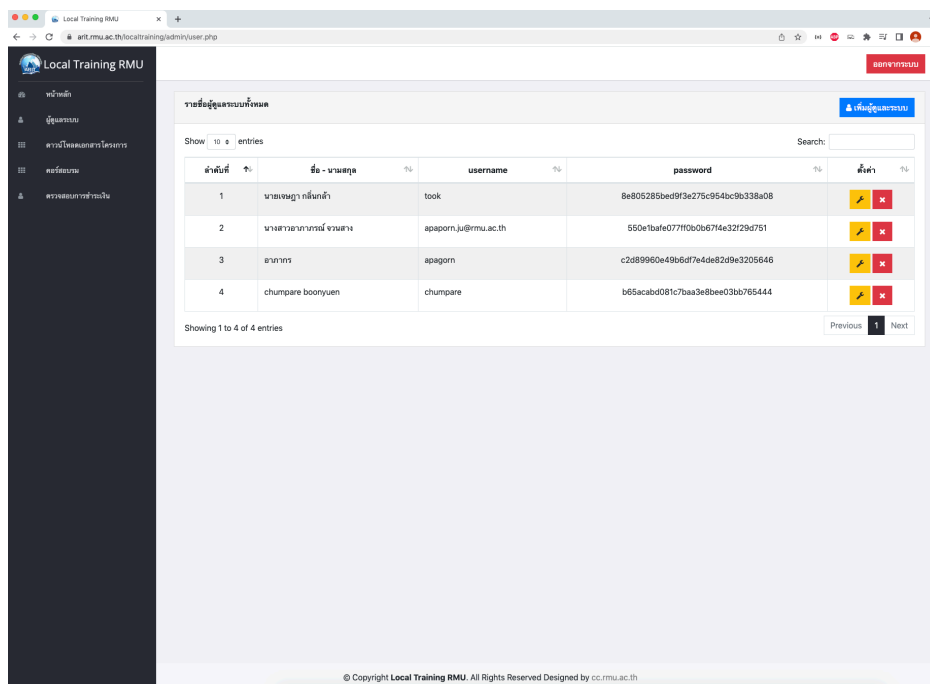 Local Training RMU
arit.rmu.ac.th/localtraining/admin/user.php
Local Training RMU
ออกจากระบบ
หน้าหลัก
ผู้ดูแลระบบ
ดาวน์โหลดเอกสารโครงการ
คอร์สอบรม
ตรวจสอบการชำระเงิน
รายชื่อผู้ดูแลระบบทั้งหมด
เพิ่มผู้ดูแลระบบ
Show 10 entries
Search:
ลำดับที่ ชื่อ - นามสกุล username password ตั้งค่า
1 นายเจษฎา กลิ่นกล้า took 8e805285bed9f3e275c954bc9b338a08
2 นางสาวอาภาภรณ์ จวนสาง apaporn.ju@rmu.ac.th 550e1bafe077ff0b0b67f4e32f29d751
3 อาภากร apagorn c2d89960e49b6df7e4de82d9e3205646
4 chumpare boonyuen chumpare b65acabd081c7baa3e8bee03bb765444
Showing 1 to 4 of 4 entries
Previous 1 Next
© Copyright Local Training RMU. All Rights Reserved Designed by cc.rmu.ac.th